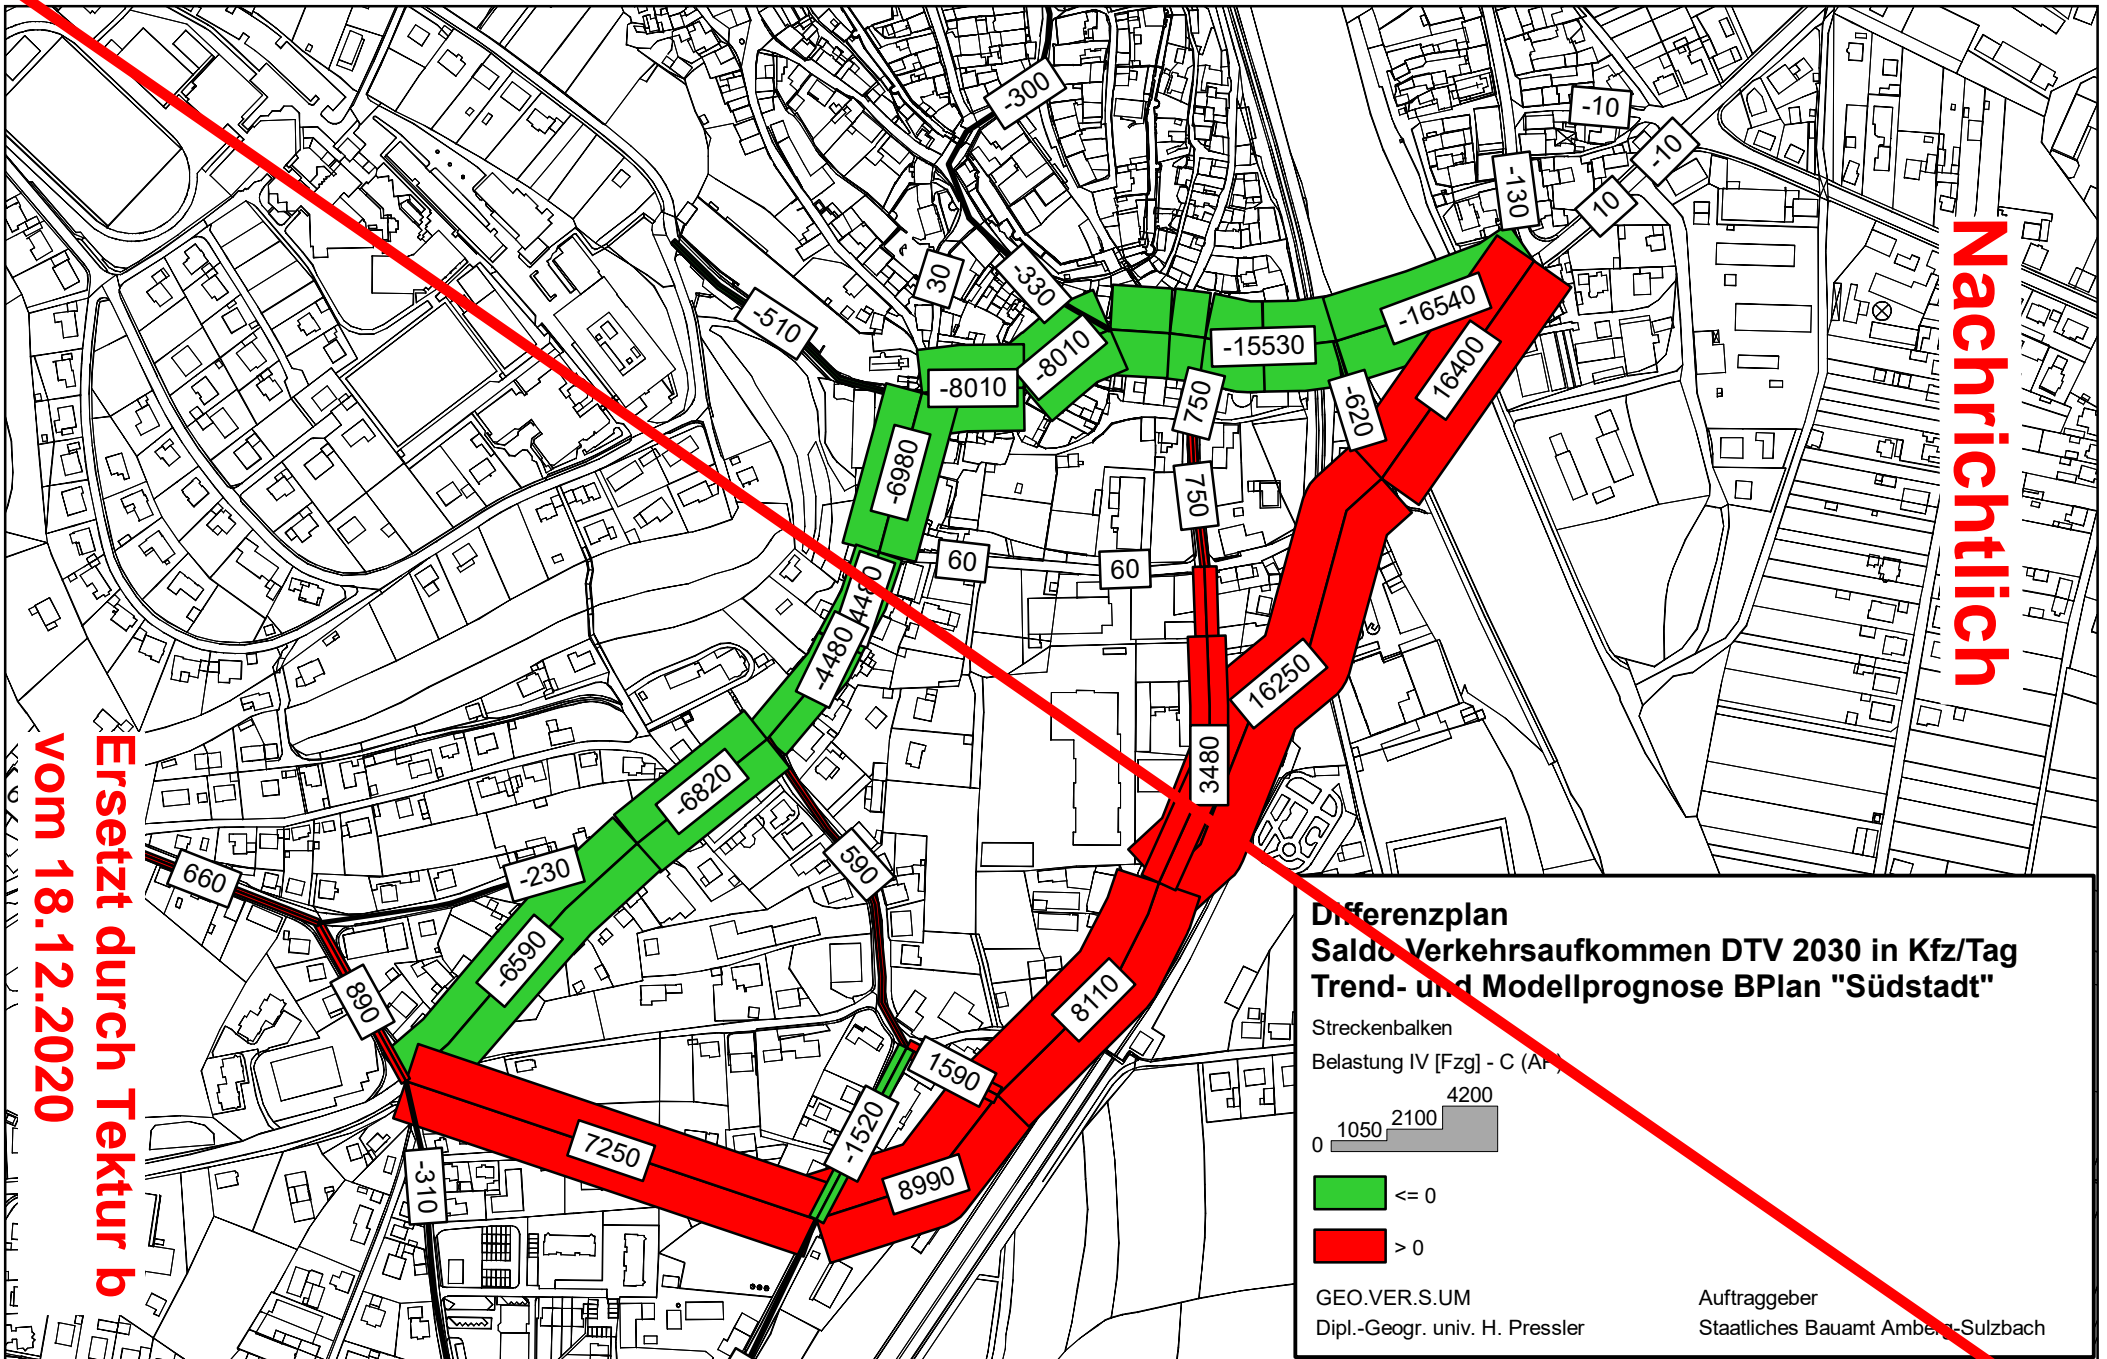 -300
-10
-10
-130
10
Nachrichtlich
30
-330
-510
-16540
-15530
-8010
-8010
16400
750
-620
-6980
750
60
60
4480
-4480
16250
3480
-6820
590
660
-230
-6590
890
8110
1590
-1520
7250
8990
-310
Ersetzt durch Tektur b
vom 18.12.2020
Differenzplan
Saldo Verkehrsaufkommen DTV 2030 in Kfz/Tag
Trend- und Modellprognose BPlan "Südstadt"
Streckenbalken
Belastung IV [Fzg] - C (AP)
0 1050 2100 4200
<= 0
> 0
GEO.VER.S.UM
Dipl.-Geogr. univ. H. Pressler
Auftraggeber
Staatliches Bauamt Amberg-Sulzbach